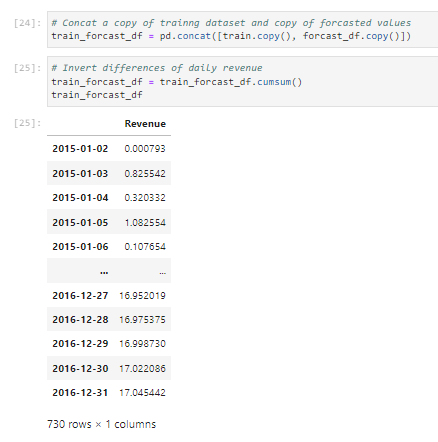 [24]: # Concat a copy of trainng dataset and copy of forcasted values
train_forcast_df = pd.concat([train.copy(), forcast_df.copy()])
[25]: # Invert differences of daily revenue
train_forcast_df = train_forcast_df.cumsum()
train_forcast_df
[25]: Revenue
2015-01-02 0.000793
2015-01-03 0.825542
2015-01-04 0.320332
2015-01-05 1.082554
2015-01-06 0.107654
... ...
2016-12-27 16.952019
2016-12-28 16.975375
2016-12-29 16.998730
2016-12-30 17.022086
2016-12-31 17.045442
730 rows × 1 columns